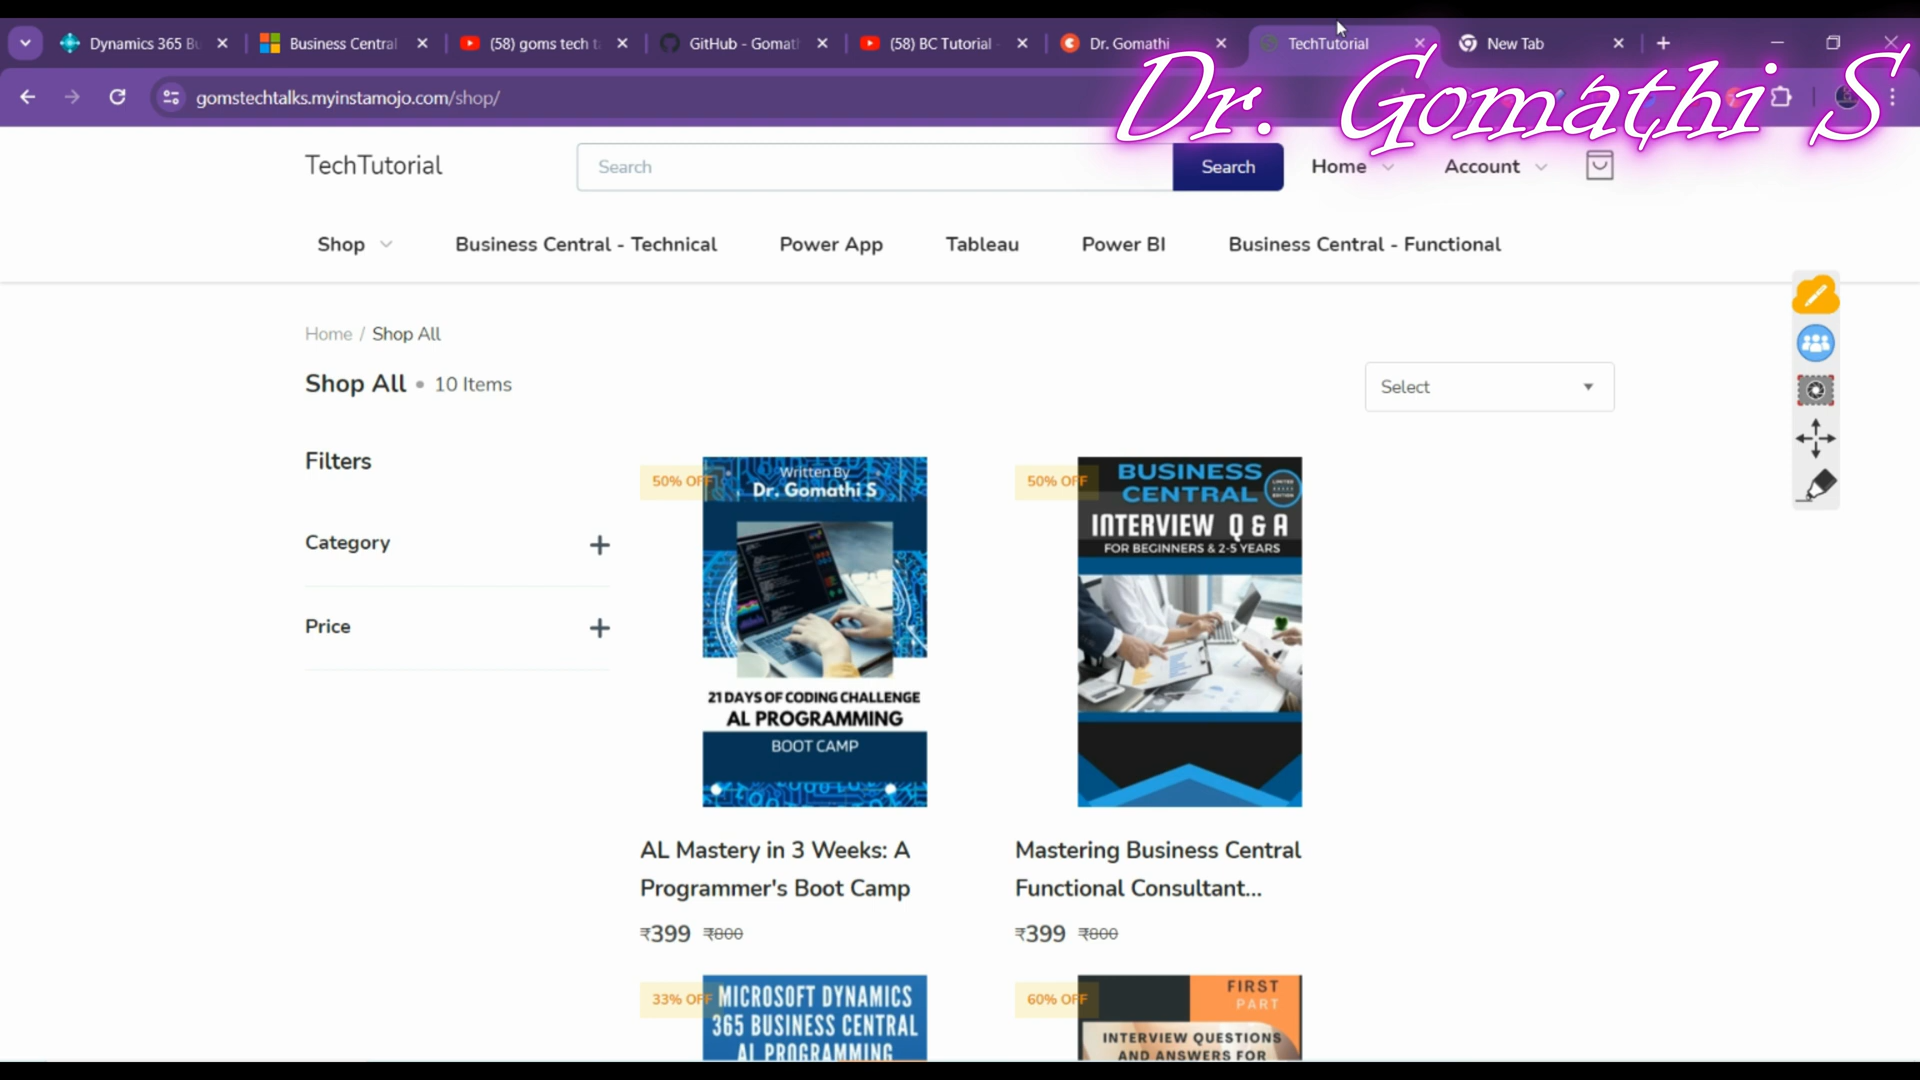 Dynamics 365 Bu
Business Central
(58) goms tech t
GitHub - Gomath
(58) BC Tutorial
Dr. Gomathi
TechTutorial
New Tab
gomstechtalks.myinstamojo.com/shop/
Dr. Gomathi S
TechTutorial
Search
Search
Home
Account
Shop
Business Central - Technical
Power App
Tableau
Power BI
Business Central - Functional
Home / Shop All
Shop All • 10 Items
Select
Filters
Category
Price
50% OFF
Written By
Dr. Gomathi S
21 DAYS OF CODING CHALLENGE
AL PROGRAMMING
BOOT CAMP
AL Mastery in 3 Weeks: A
Programmer's Boot Camp
₹399 ₹800
50% OFF
BUSINESS
CENTRAL
LIMITED
EDITION
INTERVIEW Q & A
FOR BEGINNERS & 2-5 YEARS
Mastering Business Central
Functional Consultant...
₹399 ₹800
33% OFF
MICROSOFT DYNAMICS
365 BUSINESS CENTRAL
AL PROGRAMMING
60% OFF
FIRST
PART
INTERVIEW QUESTIONS
AND ANSWERS FOR